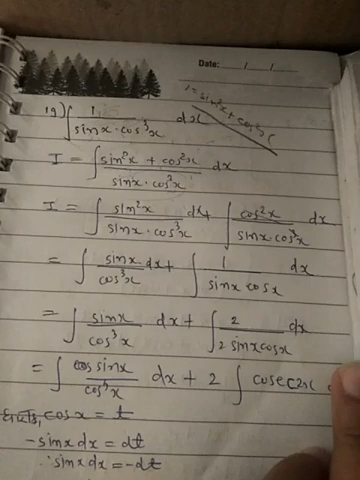 Date: / /
1 = sin²x + cos²x
19) ∫ 1 / sinx·cos³x dx
I = ∫ sin²x + cos²x / sinx·cos³x dx
I = ∫ sin²x / sinx·cos³x dx + ∫ cos²x / sinx·cos³x dx
= ∫ sinx / cos³x dx + ∫ 1 / sinx cosx dx
= ∫ sinx / cos³x dx + ∫ 2 / 2 sinx cosx dx
= ∫ sinx / cos³x dx + 2 ∫ cosec2x
cosx = t
-sinx dx = dt
∴ sinx dx = -dt